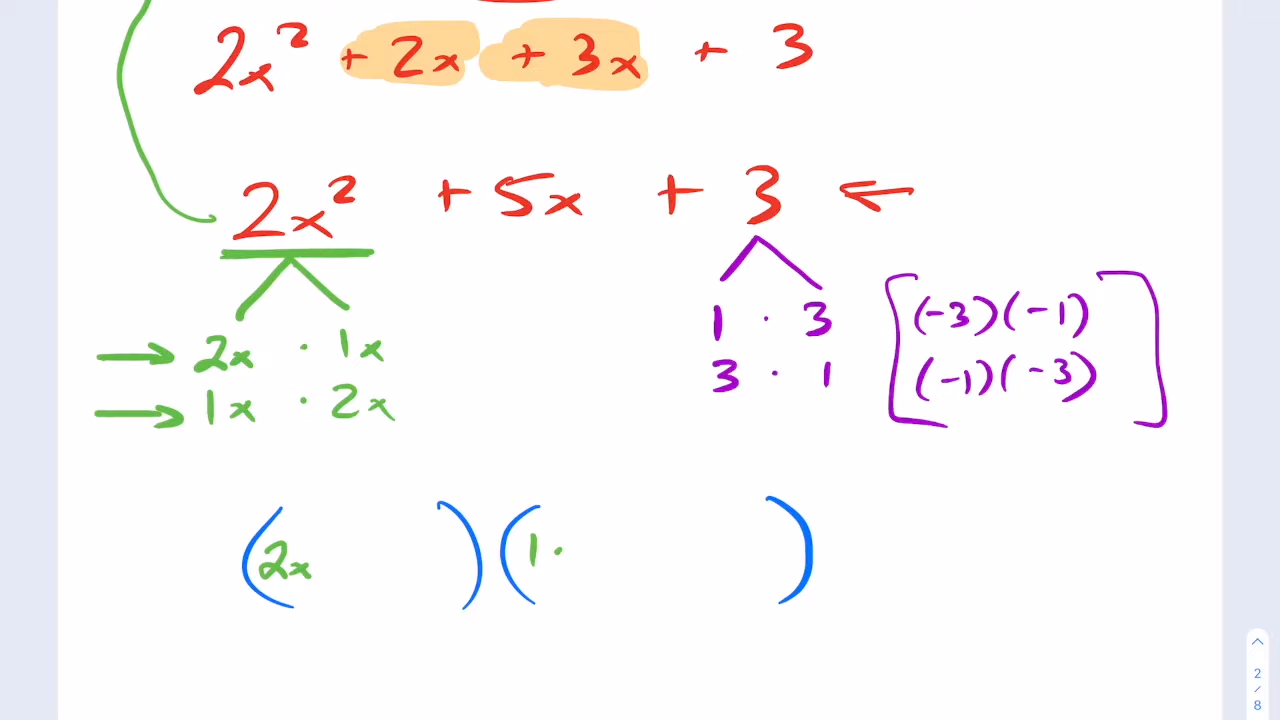 2x² + 2x + 3x + 3
2x² + 5x + 3 ⇐
1 · 3 [(-3)(-1)
→ 2x · 1x
3 · 1 (-1)(-3)]
→ 1x · 2x
(2x )(1· )
2
/
8